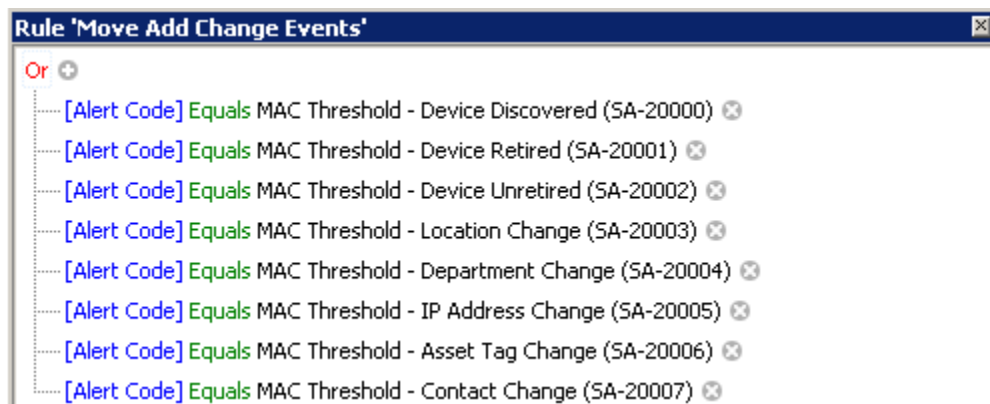 Rule 'Move Add Change Events'
Or
[Alert Code] Equals MAC Threshold - Device Discovered (SA-20000)
[Alert Code] Equals MAC Threshold - Device Retired (SA-20001)
[Alert Code] Equals MAC Threshold - Device Unretired (SA-20002)
[Alert Code] Equals MAC Threshold - Location Change (SA-20003)
[Alert Code] Equals MAC Threshold - Department Change (SA-20004)
[Alert Code] Equals MAC Threshold - IP Address Change (SA-20005)
[Alert Code] Equals MAC Threshold - Asset Tag Change (SA-20006)
[Alert Code] Equals MAC Threshold - Contact Change (SA-20007)